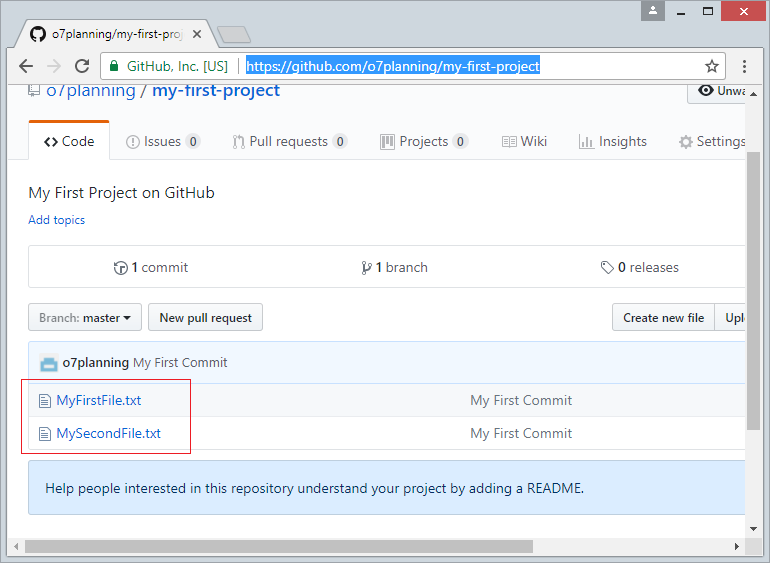 o7planning/my-first-proj
GitHub, Inc. [US] https://github.com/o7planning/my-first-project
o7planning / my-first-project Unwa
Code Issues 0 Pull requests 0 Projects 0 Wiki Insights Settings
My First Project on GitHub
Add topics
1 commit 1 branch 0 releases
Branch: master New pull request Create new file Uplo
o7planning My First Commit
MyFirstFile.txt My First Commit
MySecondFile.txt My First Commit
Help people interested in this repository understand your project by adding a README.